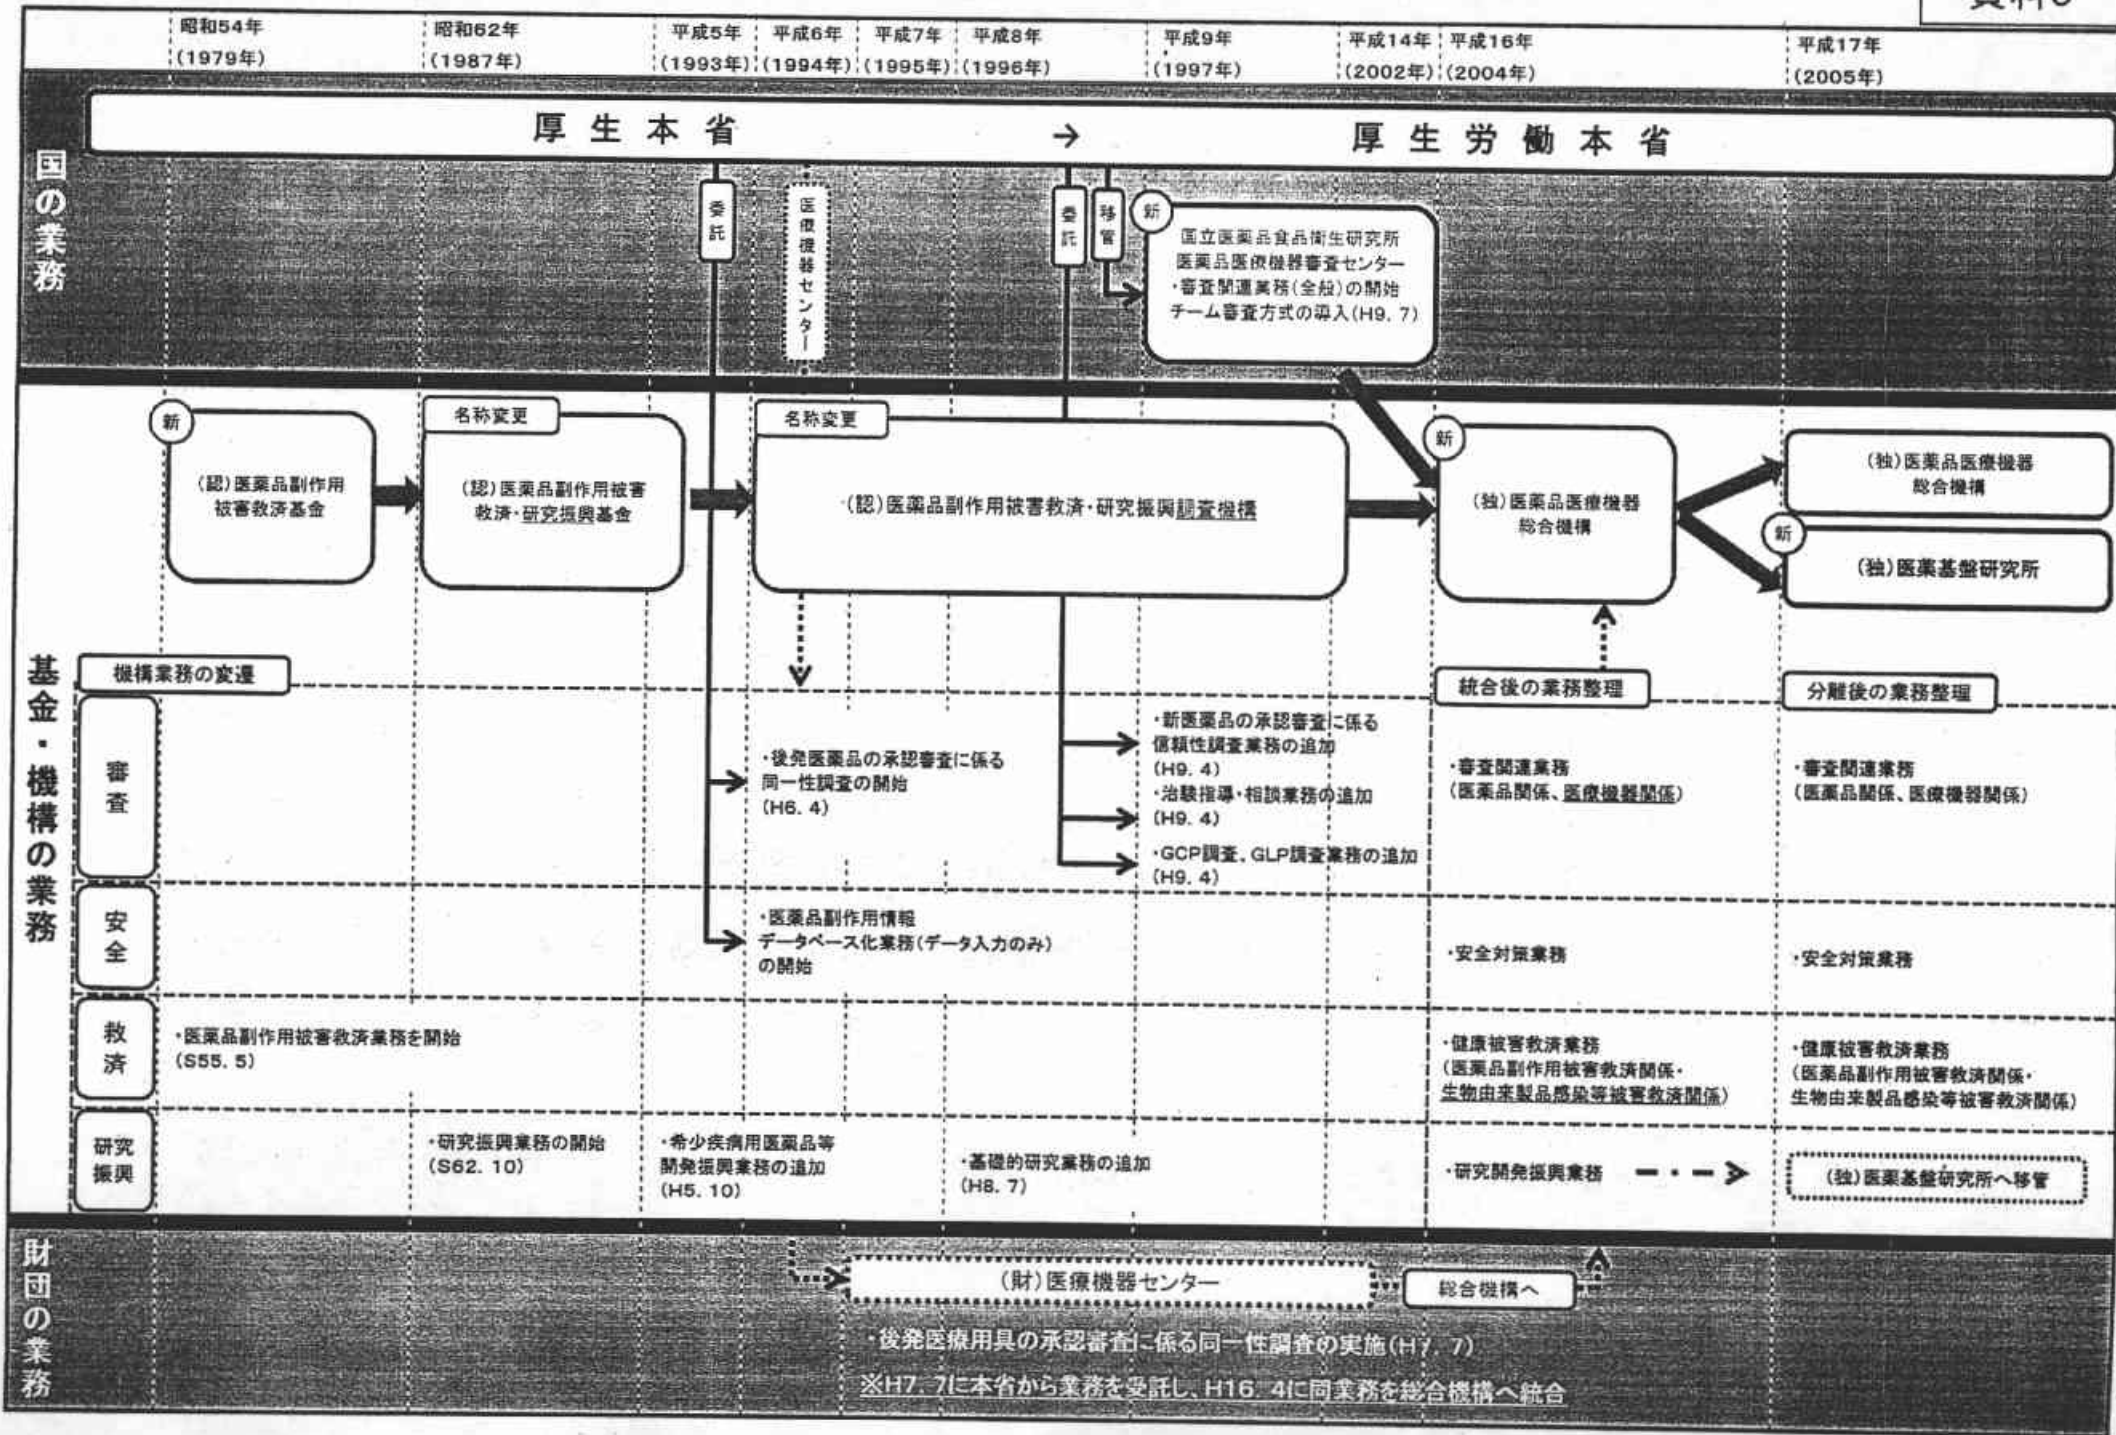 昭和54年
(1979年)
昭和62年
(1987年)
平成5年
(1993年)
平成6年
(1994年)
平成7年
(1995年)
平成8年
(1996年)
平成9年
(1997年)
平成14年
(2002年)
平成16年
(2004年)
平成17年
(2005年)
国の業務
厚生本省
→
厚生労働本省
委託
医療機器センター
委託
移管
新
国立医薬品食品衛生研究所
医薬品医療機器審査センター
・審査関連業務(全般)の開始
チーム審査方式の導入(H9.7)
基金・機構の業務
新
(認)医薬品副作用
被害救済基金
名称変更
(認)医薬品副作用被害
救済・研究振興基金
名称変更
・(認)医薬品副作用被害救済・研究振興調査機構
新
(独)医薬品医療機器
総合機構
(独)医薬品医療機器
総合機構
新
(独)医薬基盤研究所
機構業務の変遷
統合後の業務整理
分離後の業務整理
審査
・後発医薬品の承認審査に係る
同一性調査の開始
(H6.4)
・新医薬品の承認審査に係る
信頼性調査業務の追加
(H9.4)
・治験指導・相談業務の追加
(H9.4)
・GCP調査、GLP調査業務の追加
(H9.4)
・審査関連業務
(医薬品関係、医療機器関係)
・審査関連業務
(医薬品関係、医療機器関係)
安全
・医薬品副作用情報
データベース化業務(データ入力のみ)
の開始
・安全対策業務
・安全対策業務
救済
・医薬品副作用被害救済業務を開始
(S55.5)
・健康被害救済業務
(医薬品副作用被害救済関係・
生物由来製品感染等被害救済関係)
・健康被害救済業務
(医薬品副作用被害救済関係・
生物由来製品感染等被害救済関係)
研究
振興
・研究振興業務の開始
(S62.10)
・希少疾病用医薬品等
開発振興業務の追加
(H5.10)
・基礎的研究業務の追加
(H8.7)
・研究開発振興業務
(独)医薬基盤研究所へ移管
財団の業務
(財)医療機器センター
総合機構へ
・後発医療用具の承認審査に係る同一性調査の実施(H7.7)
※H7.7に本省から業務を受託し、H16.4に同業務を総合機構へ統合